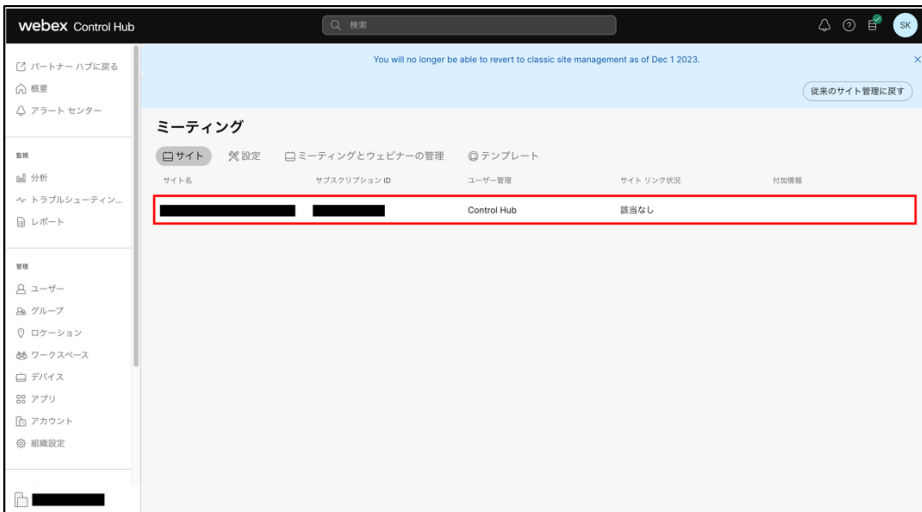 webex Control Hub
検索
SK
You will no longer be able to revert to classic site management as of Dec 1 2023.
従来のサイト管理に戻す
パートナー ハブに戻る
概要
アラート センター
監視
分析
トラブルシューティン...
レポート
管理
ユーザー
グループ
ロケーション
ワークスペース
デバイス
アプリ
アカウント
組織設定
ミーティング
サイト 設定 ミーティングとウェビナーの管理 テンプレート
サイト名 サブスクリプション ID ユーザー管理 サイト リンク状況 付加情報
Control Hub 該当なし